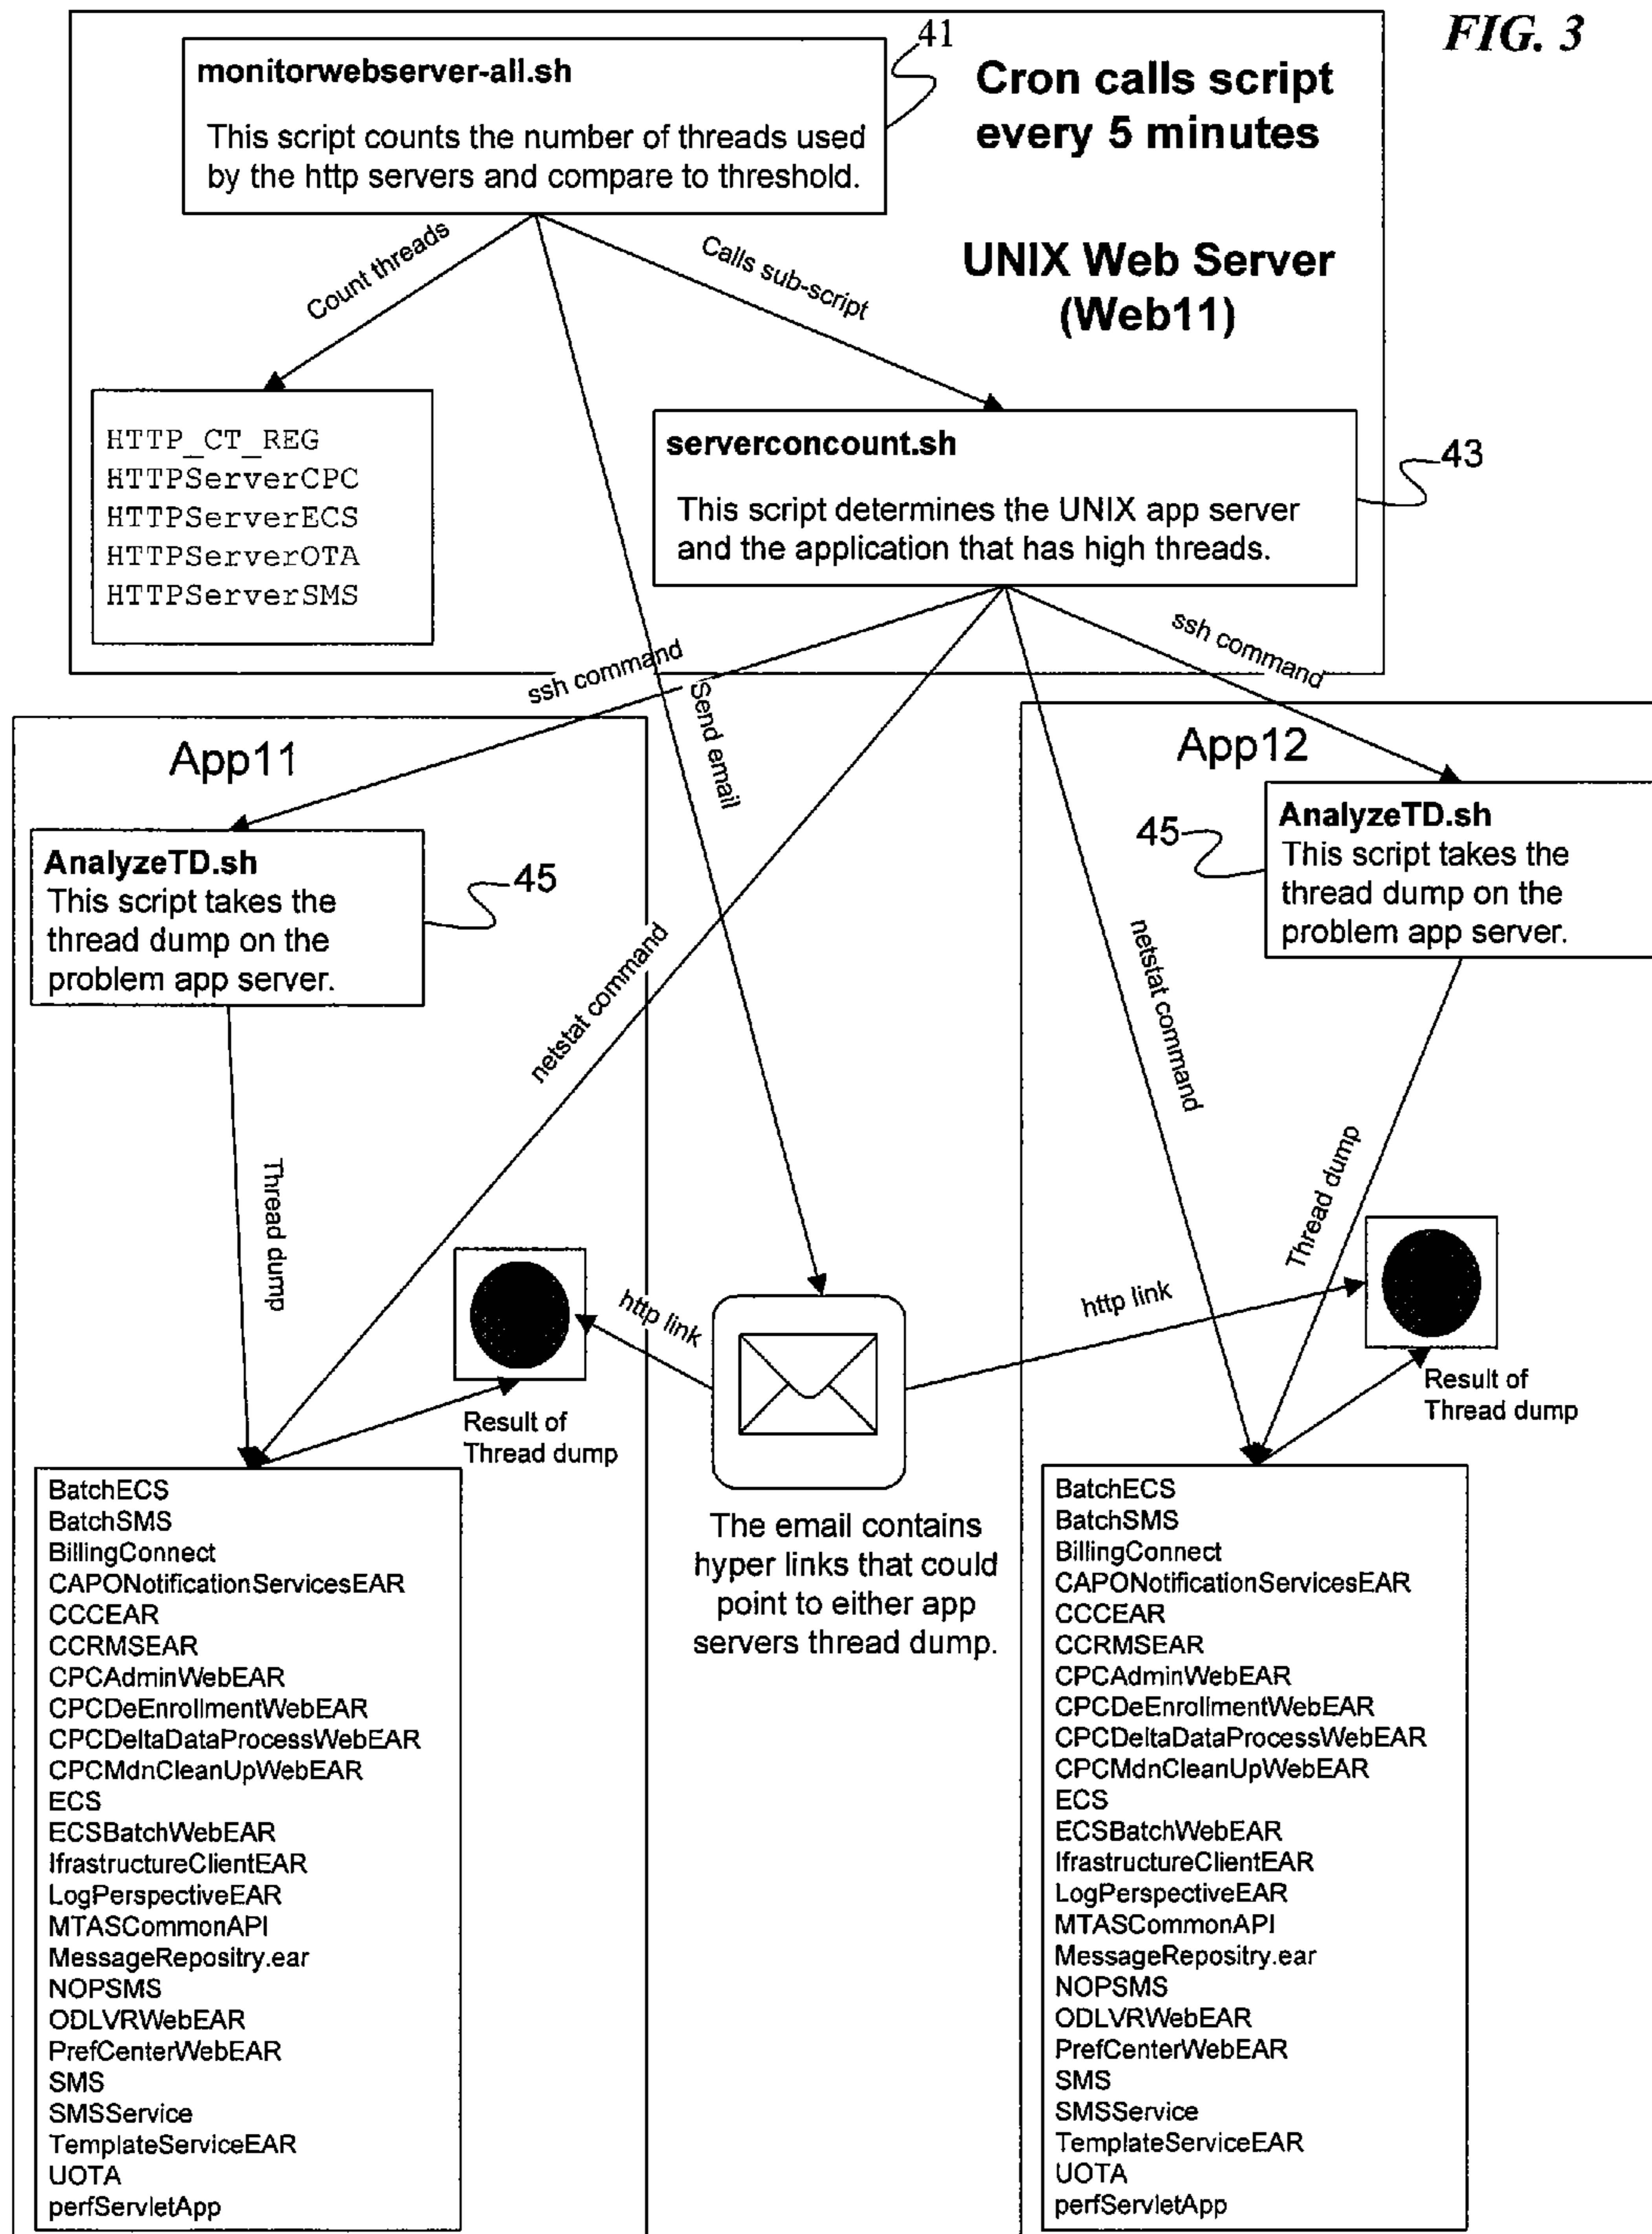 FIG. 3
41
monitorwebserver-all.sh
This script counts the number of threads used
by the http servers and compare to threshold.
Cron calls script
every 5 minutes
UNIX Web Server
(Web11)
Count threads
Calls sub-script
HTTP_CT_REG
HTTPServerCPC
HTTPServerECS
HTTPServerOTA
HTTPServerSMS
serverconcount.sh
This script determines the UNIX app server
and the application that has high threads.
43
ssh command
Send email
ssh command
App11
AnalyzeTD.sh
This script takes the
thread dump on the
problem app server.
45
App12
AnalyzeTD.sh
This script takes the
thread dump on the
problem app server.
45
netstat command
netstat command
Thread dump
Thread dump
http link
http link
Result of
Thread dump
Result of
Thread dump
The email contains
hyper links that could
point to either app
servers thread dump.
BatchECS
BatchSMS
BillingConnect
CAPONotificationServicesEAR
CCCEAR
CCRMSEAR
CPCAdminWebEAR
CPCDeEnrollmentWebEAR
CPCDeltaDataProcessWebEAR
CPCMdnCleanUpWebEAR
ECS
ECSBatchWebEAR
IfrastructureClientEAR
LogPerspectiveEAR
MTASCommonAPI
MessageRepositry.ear
NOPSMS
ODLVRWebEAR
PrefCenterWebEAR
SMS
SMSService
TemplateServiceEAR
UOTA
perfServletApp
BatchECS
BatchSMS
BillingConnect
CAPONotificationServicesEAR
CCCEAR
CCRMSEAR
CPCAdminWebEAR
CPCDeEnrollmentWebEAR
CPCDeltaDataProcessWebEAR
CPCMdnCleanUpWebEAR
ECS
ECSBatchWebEAR
IfrastructureClientEAR
LogPerspectiveEAR
MTASCommonAPI
MessageRepositry.ear
NOPSMS
ODLVRWebEAR
PrefCenterWebEAR
SMS
SMSService
TemplateServiceEAR
UOTA
perfServletApp